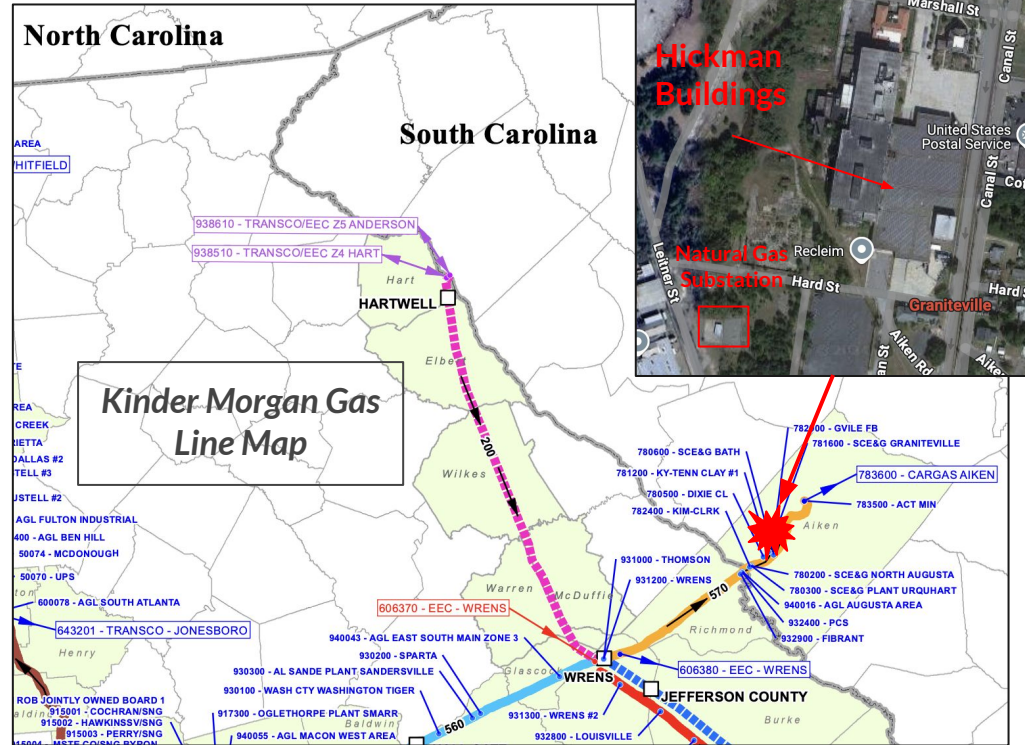 North Carolina
South Carolina
AREA
WHITFIELD
938610 - TRANSCO/EEC Z5 ANDERSON
938510 - TRANSCO/EEC Z4 HART
Hart
HARTWELL
Elbert
Kinder Morgan Gas
Line Map
200
Wilkes
Warren
McDuffie
606370 - EEC - WRENS
Marshall St
Hickman
Buildings
Canal St
United States
Postal Service
Canal St
Leitner St
Natural Gas
Substation
Recleim
Hard St
Hard S
Graniteville
Aiken Rd
782000 - GVILE FB
781600 - SCE&G GRANITEVILLE
780600 - SCE&G BATH
781200 - KY-TENN CLAY #1
780500 - DIXIE CL
782400 - KIM-CLRK
783600 - CARGAS AIKEN
783500 - ACT MIN
Aiken
931000 - THOMSON
931200 - WRENS
570
780200 - SCE&G NORTH AUGUSTA
780300 - SCE&G PLANT URQUHART
940016 - AGL AUGUSTA AREA
932400 - PCS
932900 - FIBRANT
Richmond
606380 - EEC - WRENS
WRENS
JEFFERSON COUNTY
Burke
REA
CREEK
RIETTA
DALLAS #2
TELL #3
USTELL #2
AGL FULTON INDUSTRIAL
400 - AGL BEN HILL
50074 - MCDONOUGH
50070 - UPS
600078 - AGL SOUTH ATLANTA
643201 - TRANSCO - JONESBORO
Henry
940043 - AGL EAST SOUTH MAIN ZONE 3
930200 - SPARTA
930300 - AL SANDE PLANT SANDERSVILLE
930100 - WASH CTY WASHINGTON TIGER
917300 - OGLETHORPE PLANT SMARR
940055 - AGL MACON WEST AREA
Glascock
Baldwin
560
931300 - WRENS #2
932800 - LOUISVILLE
ROB JOINTLY OWNED BOARD 1
915001 - COCHRAN/SNG
915002 - HAWKINSSV/SNG
915003 - PERRY/SNG